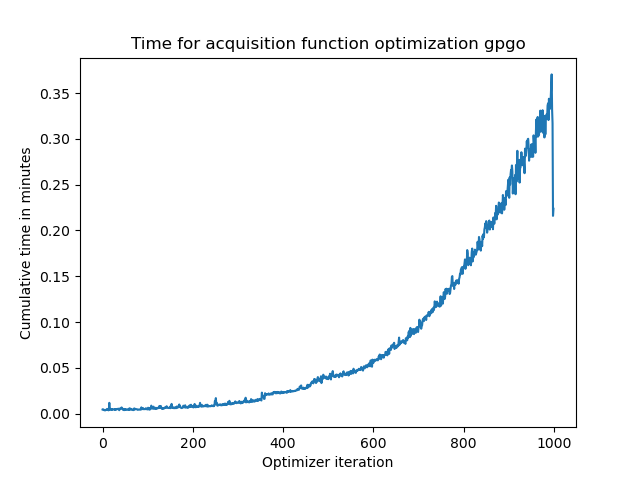 Time for acquisition function optimization gpgo
Cumulative time in minutes
0.35
0.30
0.25
0.20
0.15
0.10
0.05
0.00
0 200 400 600 800 1000
Optimizer iteration